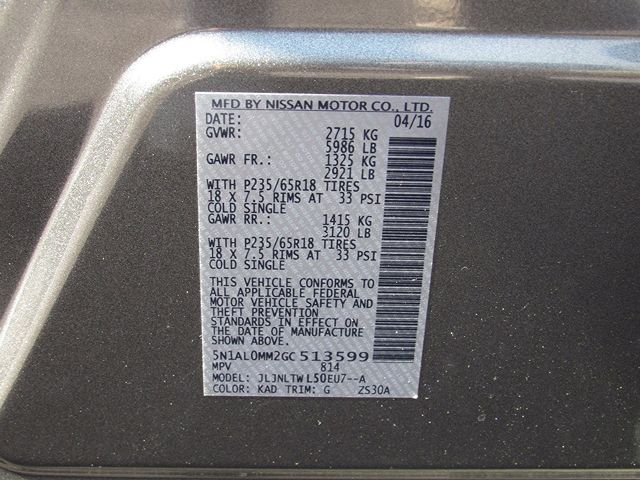 MFD BY NISSAN MOTOR CO., LTD.
DATE: 04/16
GVWR: 2715 KG
5986 LB
GAWR FR.: 1325 KG
2921 LB
WITH P235/65R18 TIRES
18 X 7.5 RIMS AT 33 PSI
COLD SINGLE
GAWR RR.: 1415 KG
3120 LB
WITH P235/65R18 TIRES
18 X 7.5 RIMS AT 33 PSI
COLD SINGLE
THIS VEHICLE CONFORMS TO
ALL APPLICABLE FEDERAL
MOTOR VEHICLE SAFETY AND
THEFT PREVENTION
STANDARDS IN EFFECT ON
THE DATE OF MANUFACTURE
SHOWN ABOVE.
5N1AL0MM2GC513599
MPV 814
MODEL: JLJNLTWL50EU7--A
COLOR: KAD TRIM: G ZS30A